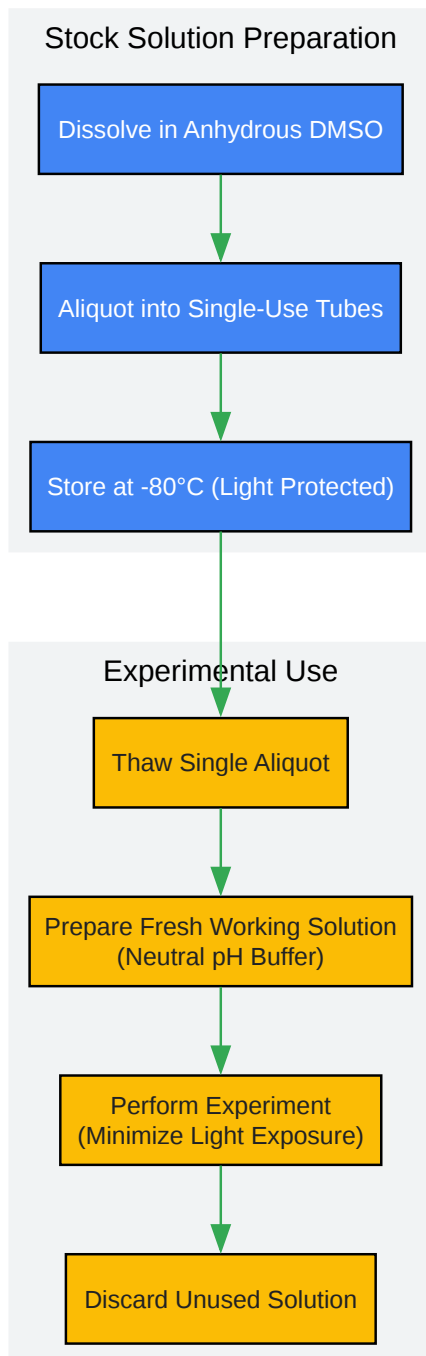 Stock Solution Preparation
Dissolve in Anhydrous DMSO
Aliquot into Single-Use Tubes
Store at -80°C (Light Protected)
Experimental Use
Thaw Single Aliquot
Prepare Fresh Working Solution
(Neutral pH Buffer)
Perform Experiment
(Minimize Light Exposure)
Discard Unused Solution